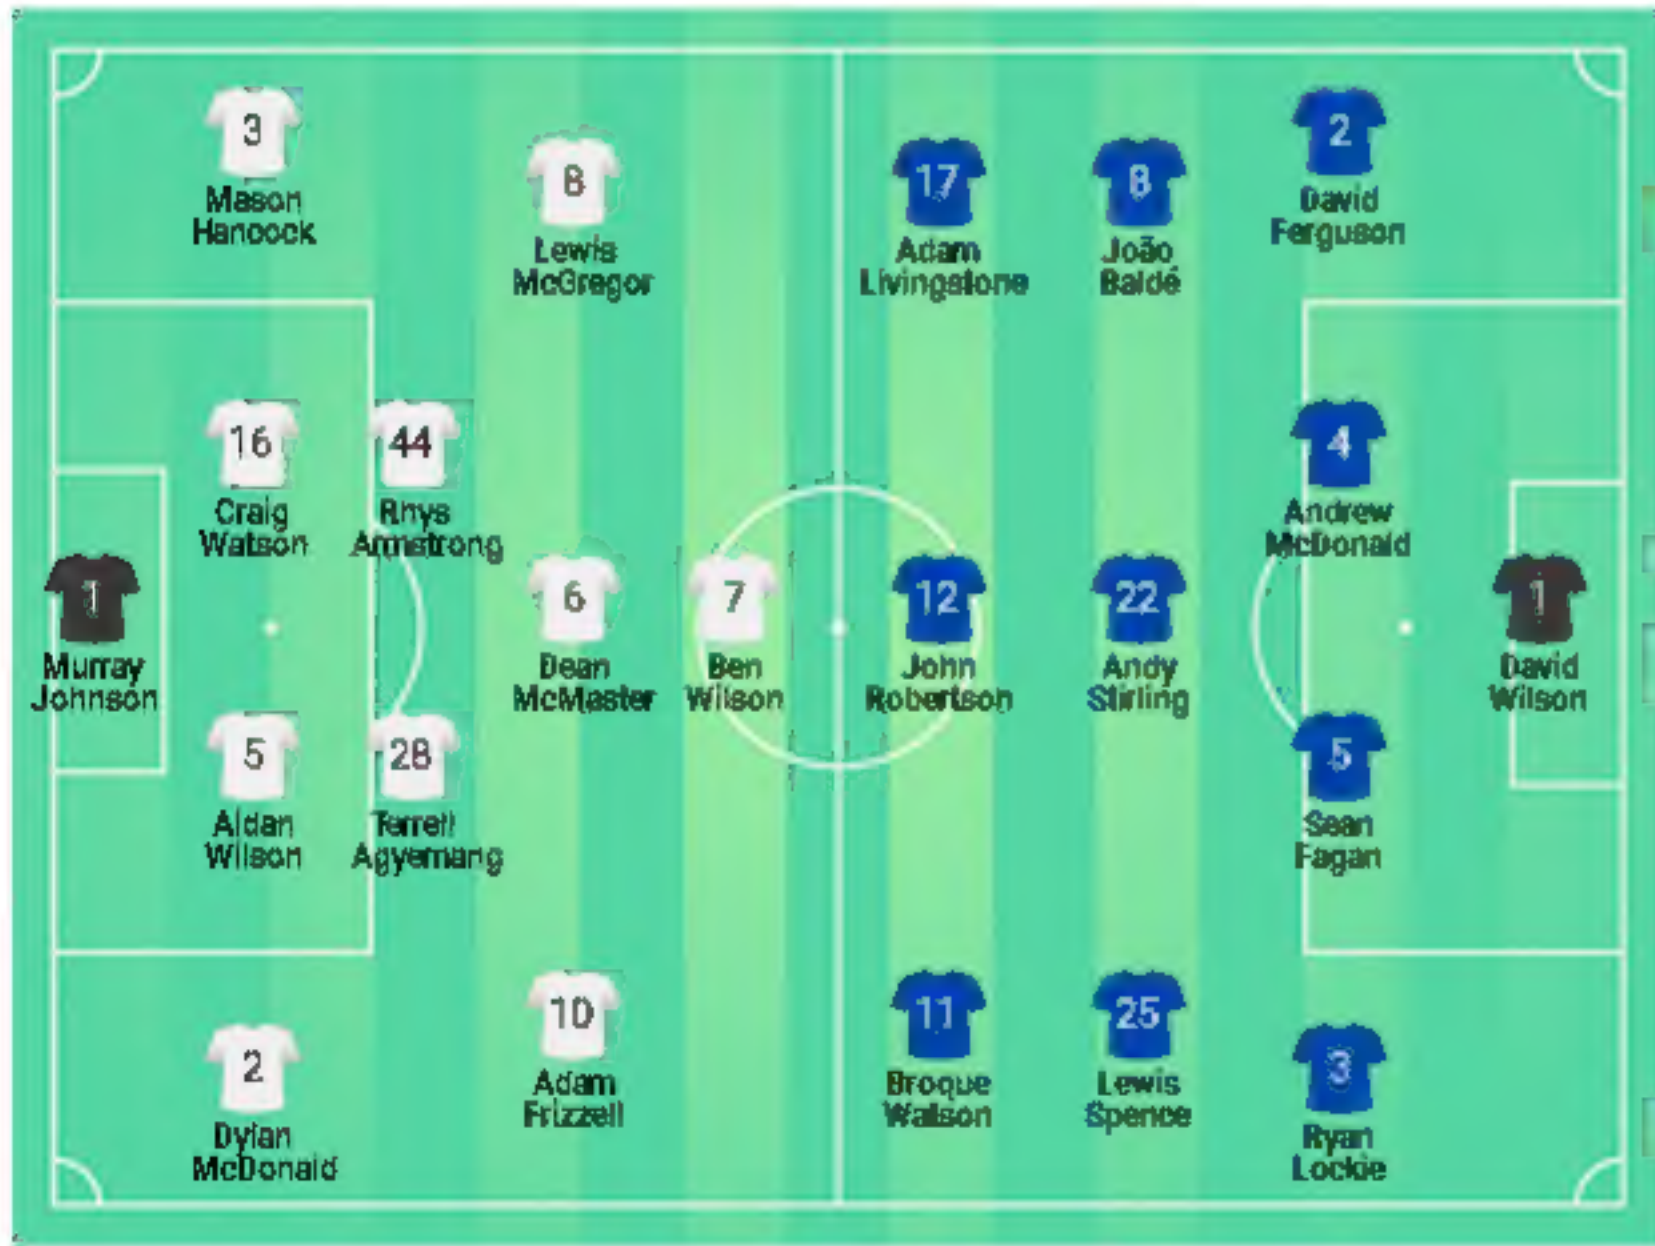 3
Mason
Hancock
8
Lewis
McGregor
17
Adam
Livingstone
8
João
Baldé
2
David
Ferguson
16
Craig
Watson
44
Rhys
Armstrong
4
Andrew
McDonald
1
Murray
Johnson
6
Dean
McMaster
7
Ben
Wilson
12
John
Robertson
22
Andy
Stirling
1
David
Wilson
5
Aidan
Wilson
28
Terrell
Agyemang
5
Sean
Fagan
10
Adam
Frizzell
11
Broque
Watson
25
Lewis
Spence
2
Dylan
McDonald
3
Ryan
Lockie